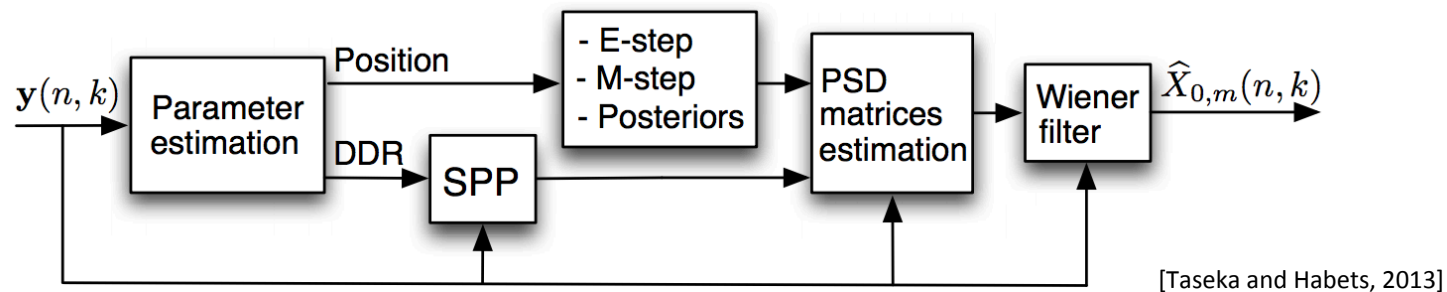 y(n, k)
Parameter
estimation
Position
DDR
SPP
- E-step
- M-step
- Posteriors
PSD
matrices
estimation
Wiener
filter
X̂₀,ₘ(n, k)
[Taseka and Habets, 2013]